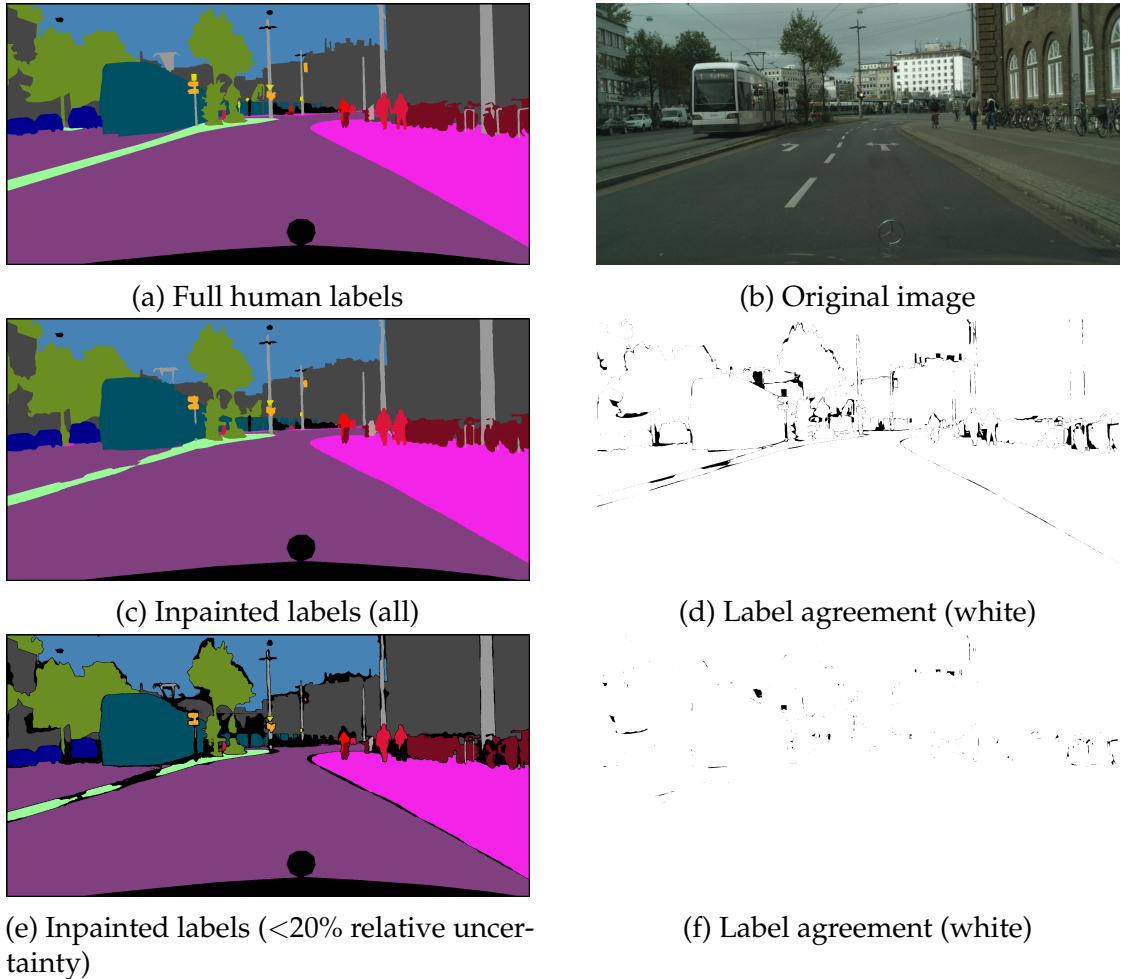 (a) Full human labels
(b) Original image
(c) Inpainted labels (all)
(d) Label agreement (white)
(e) Inpainted labels (<20% relative uncer-
tainty)
(f) Label agreement (white)